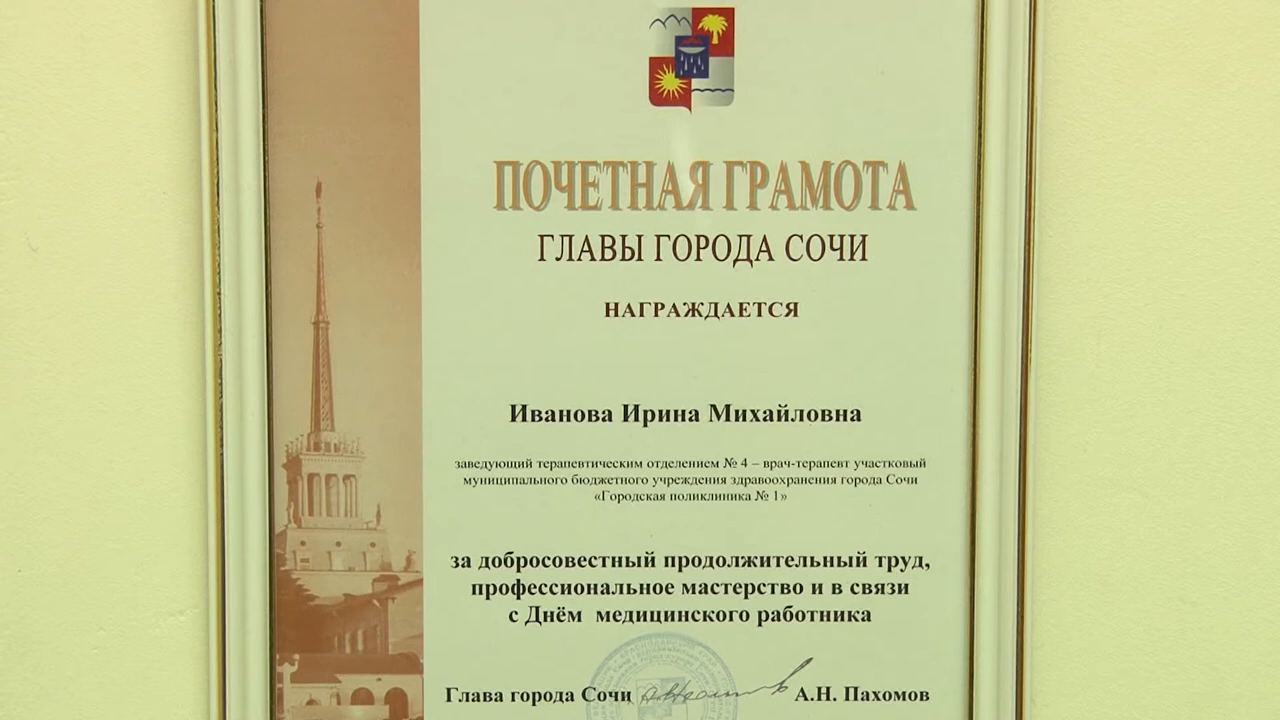 ПОЧЕТНАЯ ГРАМОТА
ГЛАВЫ ГОРОДА СОЧИ
НАГРАЖДАЕТСЯ
Иванова Ирина Михайловна
заведующий терапевтическим отделением № 4 – врач-терапевт участковый
муниципального бюджетного учреждения здравоохранения города Сочи
«Городская поликлиника № 1»
за добросовестный продолжительный труд,
профессиональное мастерство и в связи
с Днём медицинского работника
Глава города Сочи А.Н. Пахомов